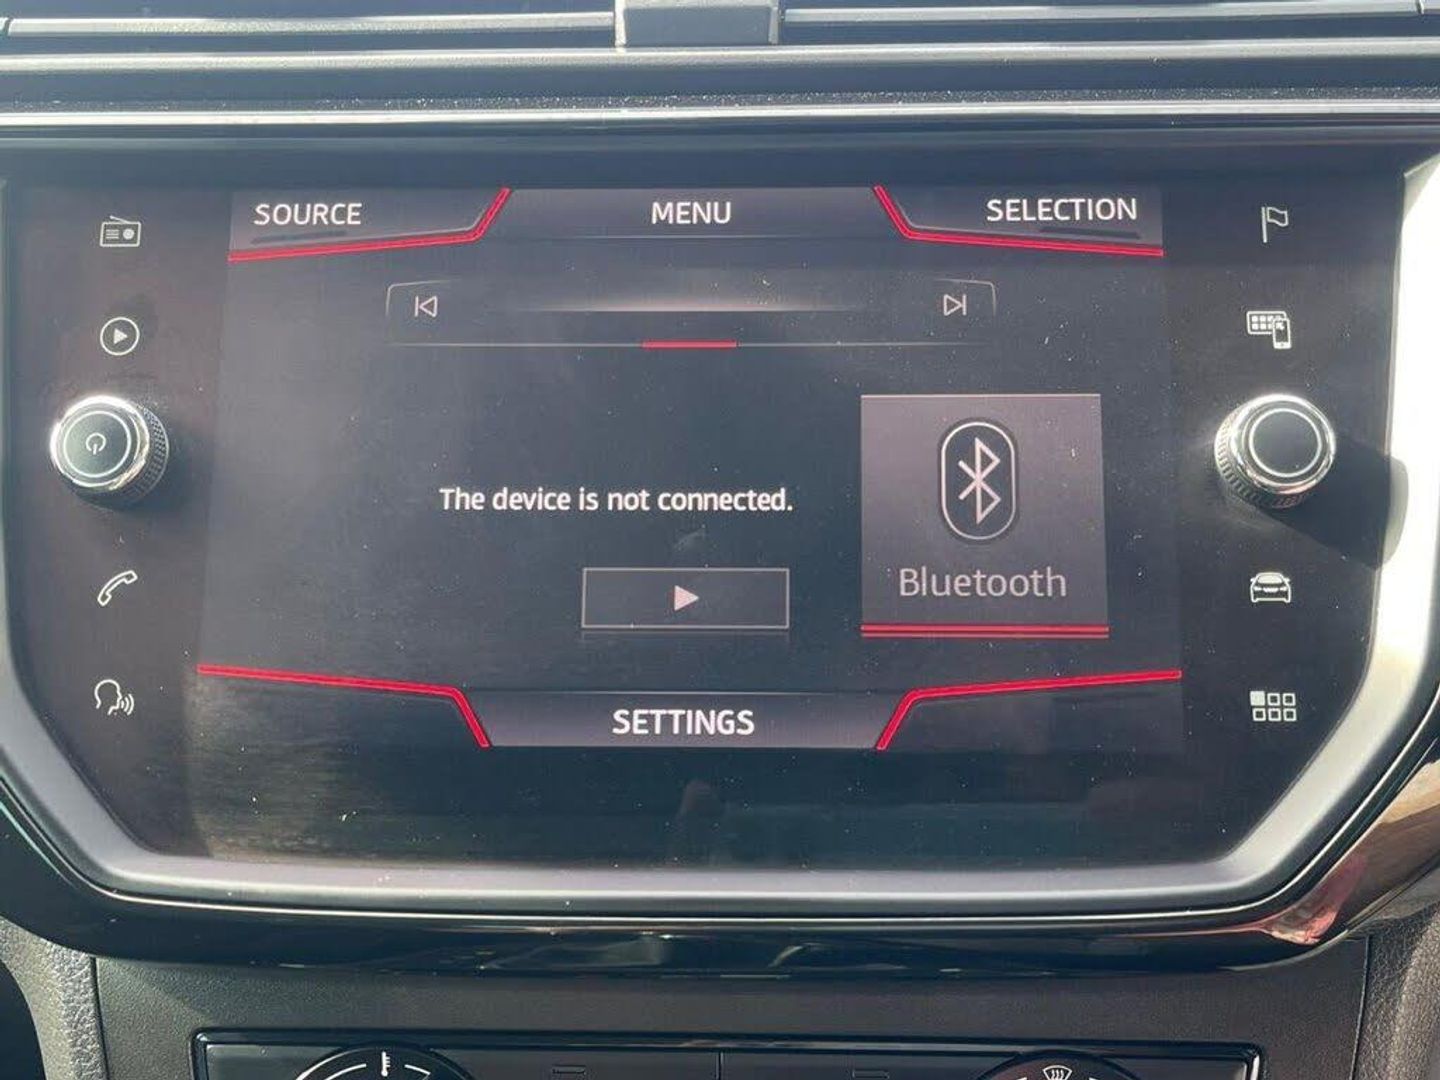 SOURCE
MENU
SELECTION
The device is not connected.
Bluetooth
SETTINGS